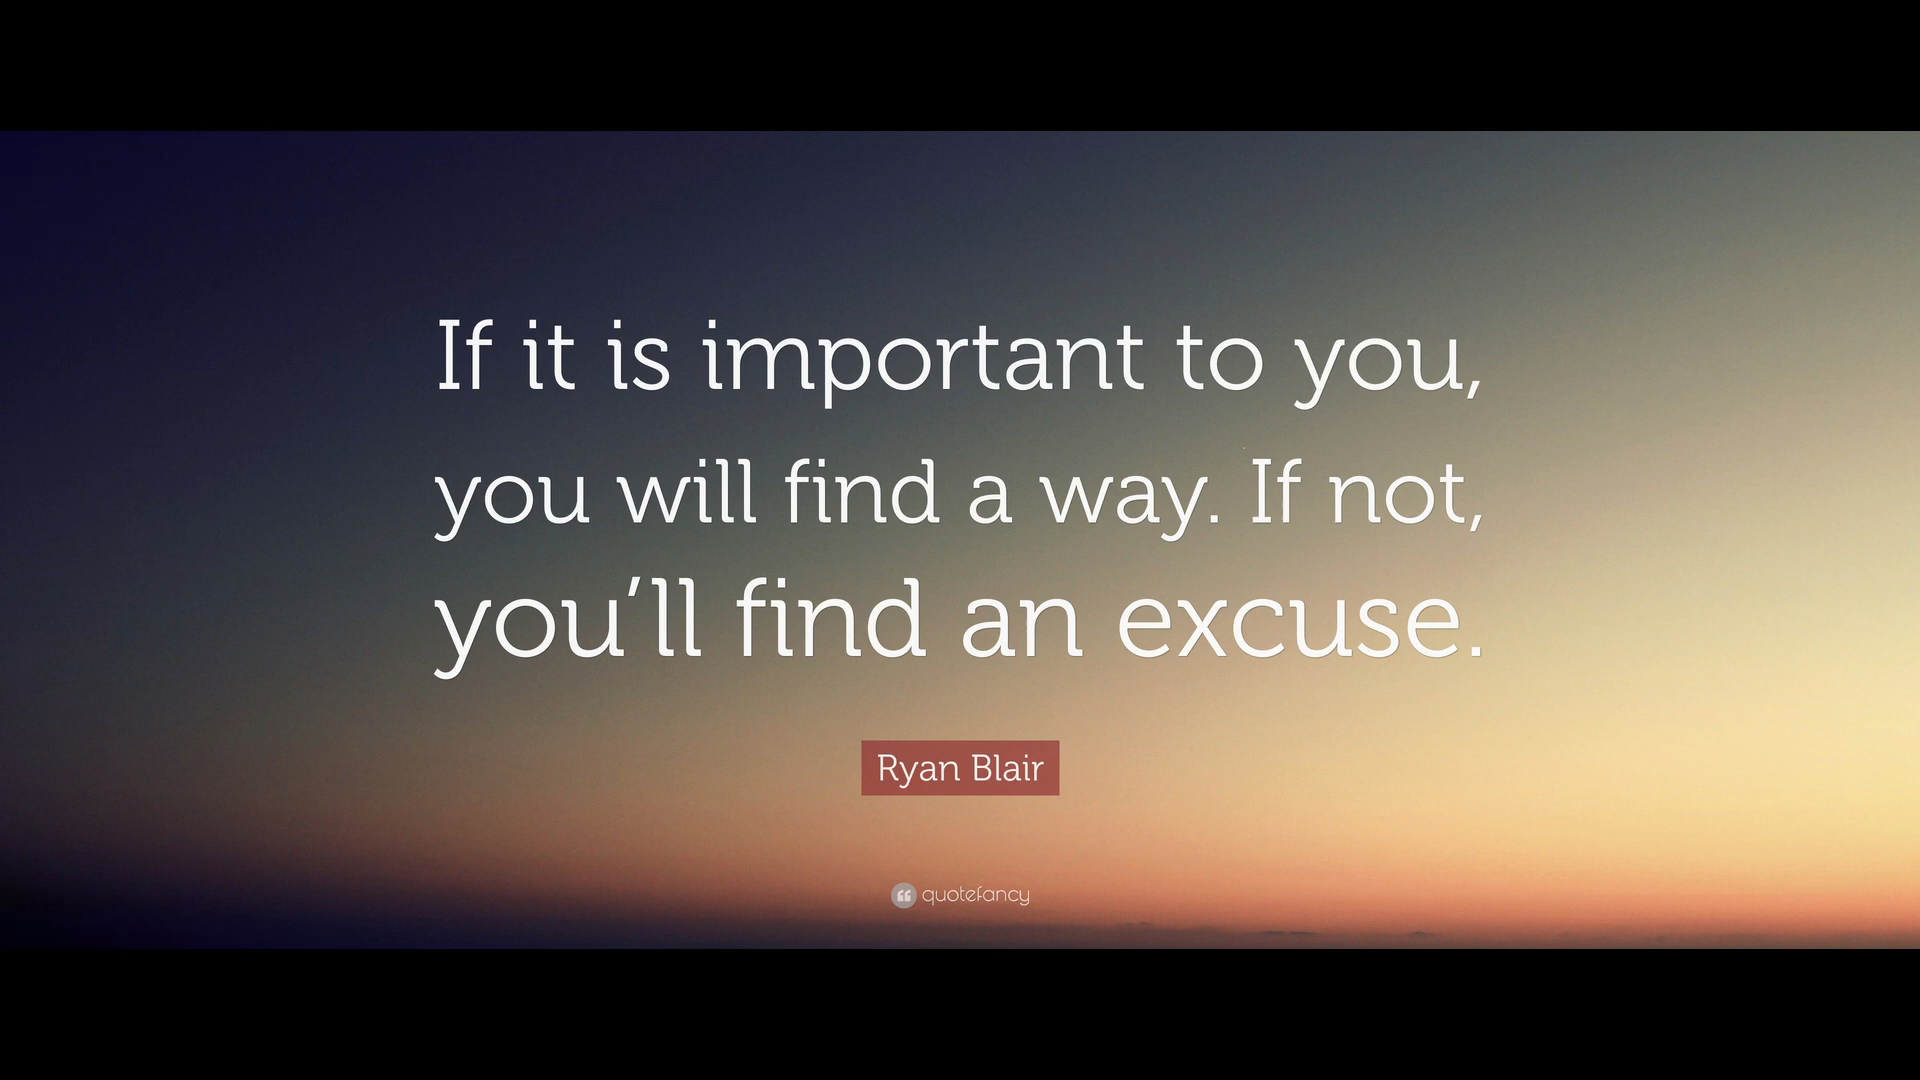 If it is important to you,
you will find a way. If not,
you’ll find an excuse.
Ryan Blair
quotefancy